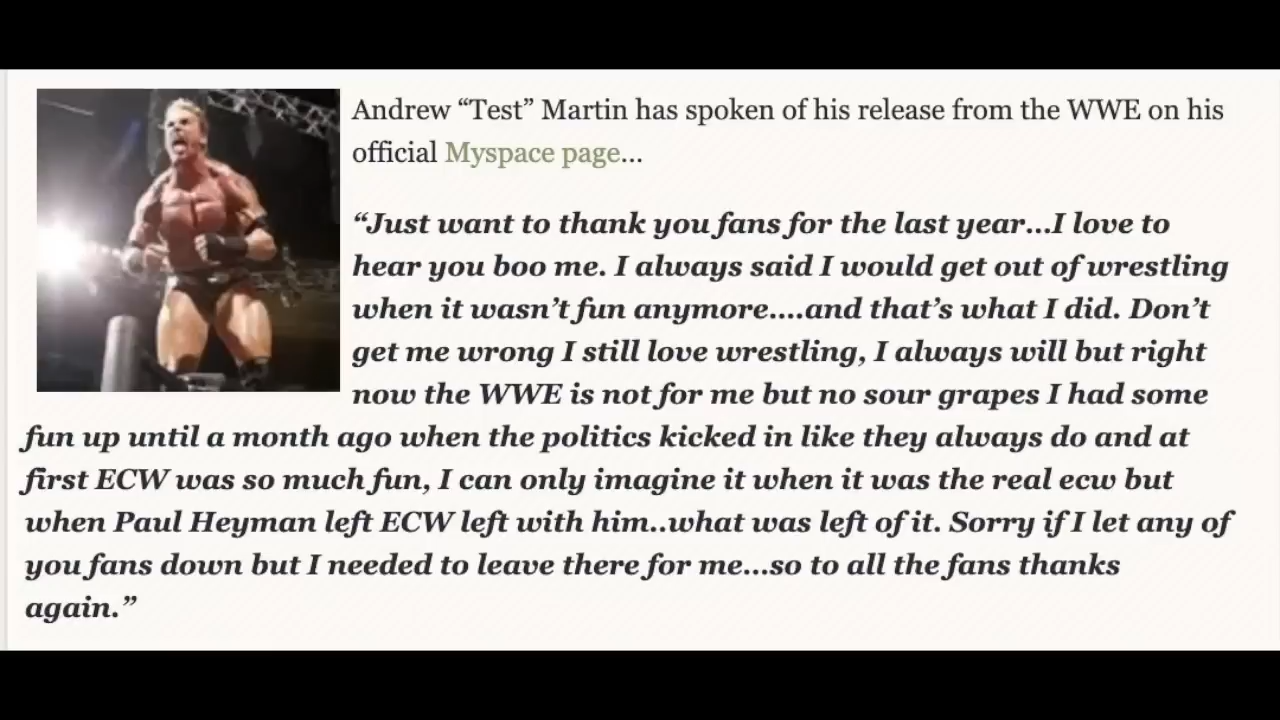 Andrew “Test” Martin has spoken of his release from the WWE on his
official Myspace page...
“Just want to thank you fans for the last year...I love to
hear you boo me. I always said I would get out of wrestling
when it wasn’t fun anymore....and that’s what I did. Don’t
get me wrong I still love wrestling, I always will but right
now the WWE is not for me but no sour grapes I had some
fun up until a month ago when the politics kicked in like they always do and at
first ECW was so much fun, I can only imagine it when it was the real ecw but
when Paul Heyman left ECW left with him..what was left of it. Sorry if I let any of
you fans down but I needed to leave there for me...so to all the fans thanks
again.”